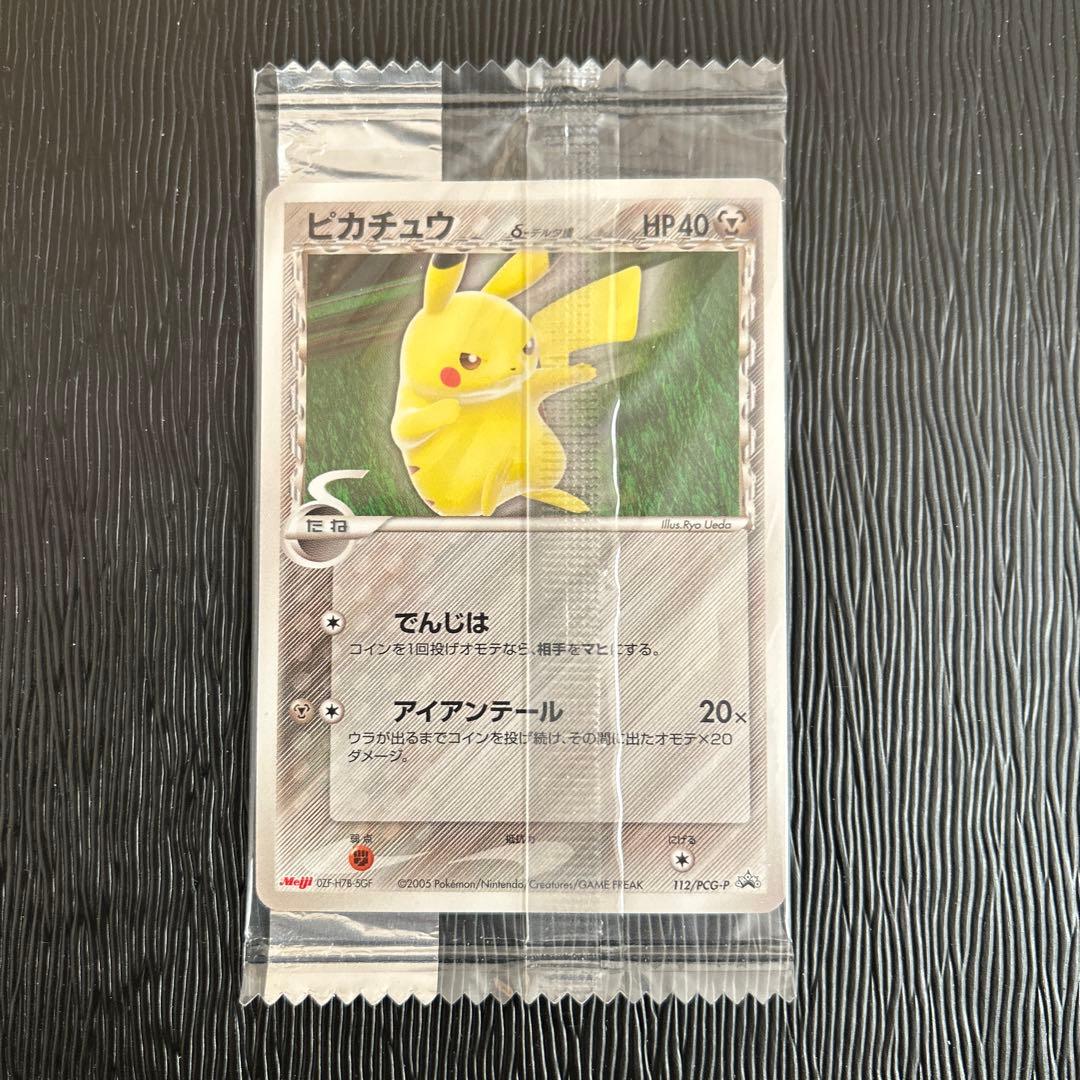 ピカチュウ δ-デルタ種 HP40
Illus.Ryo Ueda
たね
でんじは
コインを1回投げオモテなら、相手をマヒにする。
アイアンテール 20×
ウラが出るまでコインを投げ続け、その間に出たオモテ×20
ダメージ。
弱点 抵抗力 にげる
Meiji 0ZF-H7B-5GF ©2005 Pokémon/Nintendo/Creatures/GAME FREAK 112/PCG-P